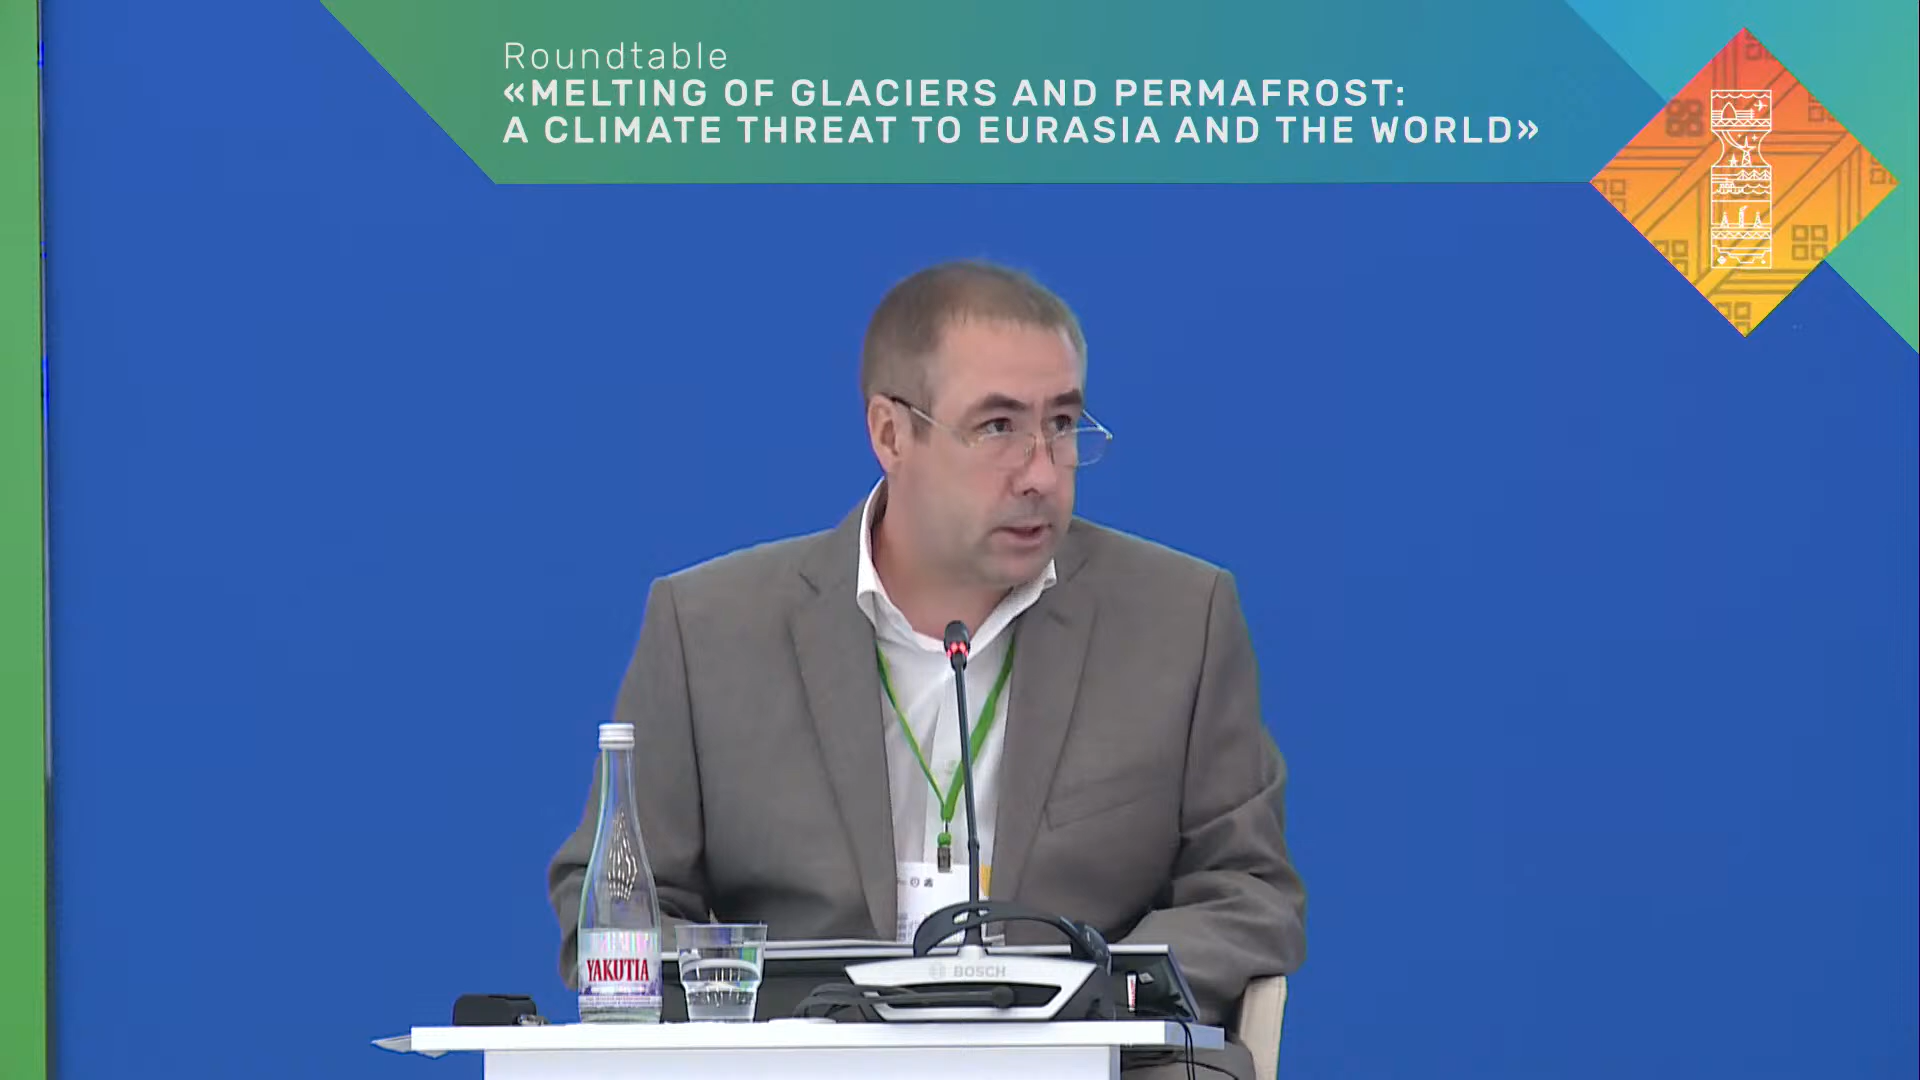 Roundtable
«MELTING OF GLACIERS AND PERMAFROST:
A CLIMATE THREAT TO EURASIA AND THE WORLD»
YAKUTIA
BOSCH